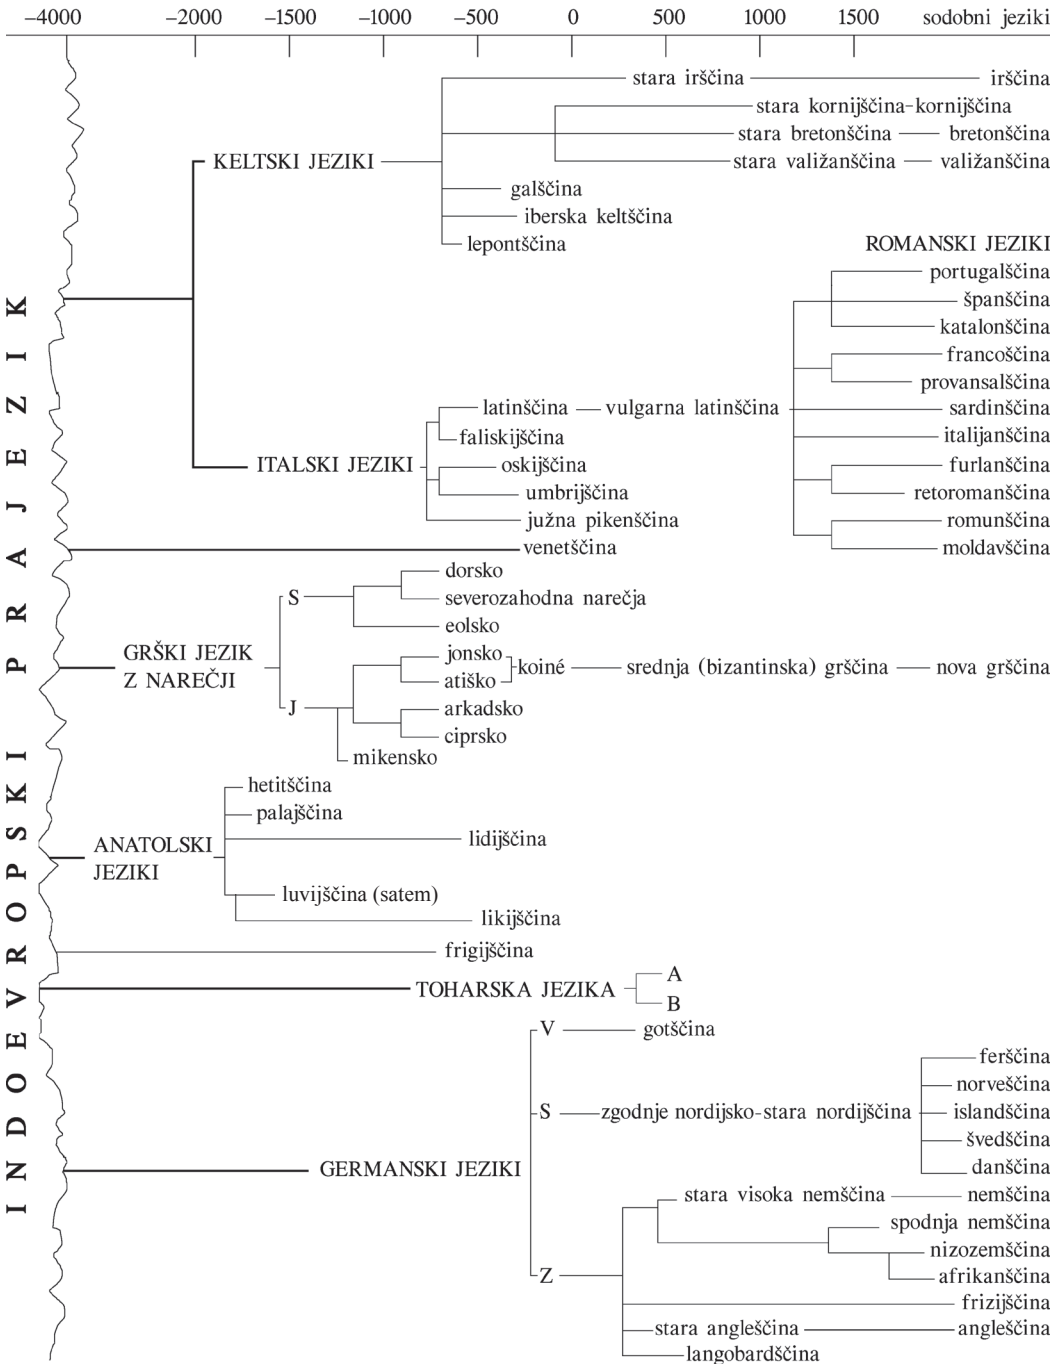 −4000 −2000 −1500 −1000 −500 0 500 1000 1500 sodobni jeziki
INDOEVROPSKI PRAJEZIK
stara irščina irščina
stara kornijščina-kornijščina
stara bretonščina bretonščina
KELTSKI JEZIKI stara valižanščina valižanščina
galščina
iberska keltščina
lepontščina ROMANSKI JEZIKI
portugalščina
španščina
katalonščina
francoščina
provansalščina
latinščina vulgarna latinščina sardinščina
faliskijščina italijanščina
ITALSKI JEZIKI oskijščina furlanščina
umbrijščina retoromanščina
južna pikenščina romunščina
venetščina moldavščina
dorsko
S severozahodna narečja
eolsko
GRŠKI JEZIK jonsko
koiné srednja (bizantinska) grščina nova grščina
Z NAREČJI atiško
J arkadsko
ciprsko
mikensko
hetitščina
palajščina
ANATOLSKI lidijščina
JEZIKI
luvijščina (satem)
likijščina
frigijščina
A
TOHARSKA JEZIKA
B
V gotščina
ferščina
norveščina
S zgodnje nordijsko-stara nordijščina islandščina
švedščina
GERMANSKI JEZIKI danščina
stara visoka nemščina nemščina
spodnja nemščina
nizozemščina
Z afrikanščina
frizijščina
stara angleščina angleščina
langobardščina